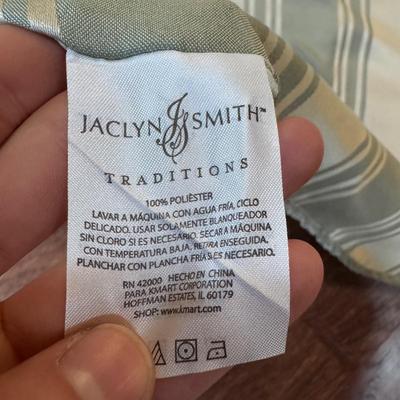 JACLYN JS SMITH™
TRADITIONS
100% POLIÈSTER
LAVAR A MÁQUINA CON AGUA FRÍA, CICLO
DELICADO. USAR SOLAMENTE BLANQUEADOR
SIN CLORO SI ES NECESARIO. SECAR A MÁQUINA
CON TEMPERATURA BAJA, RETIRA ENSEGUIDA.
PLANCHAR CON PLANCHA FRÍA SI ES NECESARIO.
RN 42000 HECHO EN CHINA
PARA KMART CORPORATION
HOFFMAN ESTATES, IL 60179
SHOP: www.kmart.com